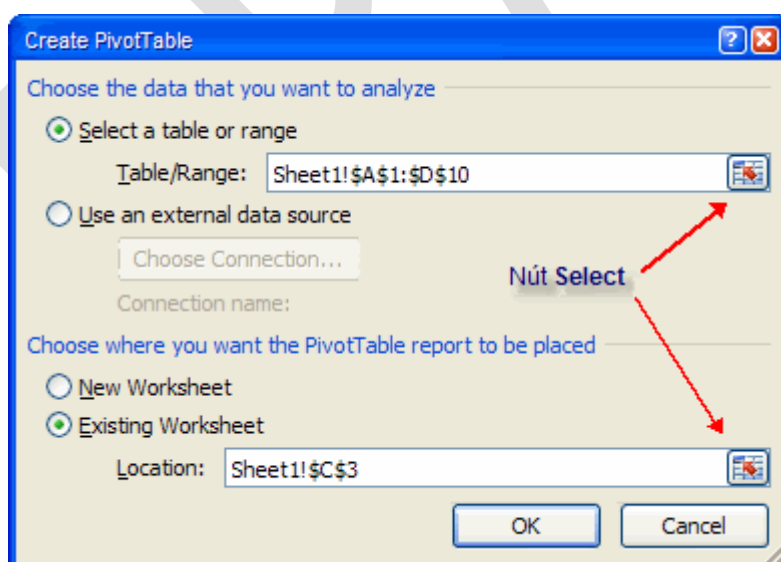 Create PivotTable
Choose the data that you want to analyze
Select a table or range
Table/Range: Sheet1!$A$1:$D$10
Use an external data source
Choose Connection...
Nút Select
Connection name:
Choose where you want the PivotTable report to be placed
New Worksheet
Existing Worksheet
Location: Sheet1!$C$3
OK Cancel